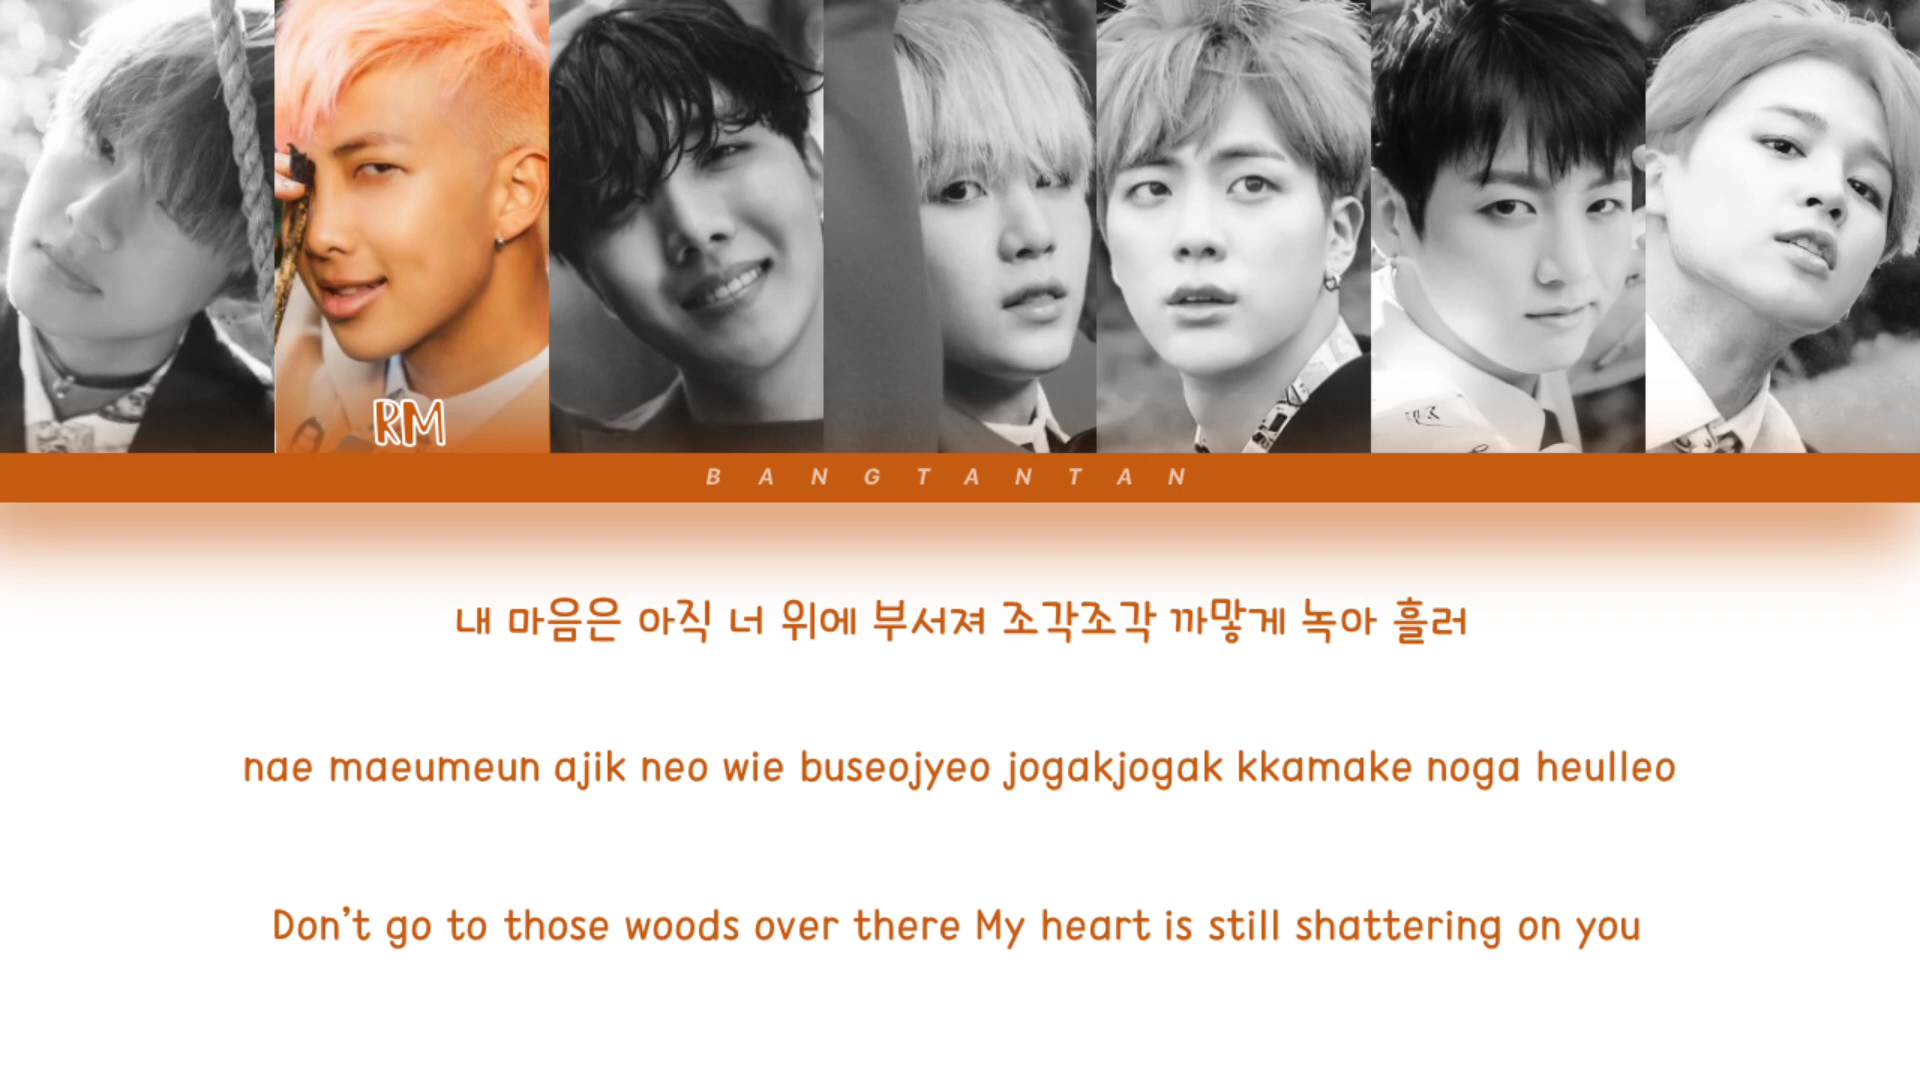 RM
BANGTANTAN
내 마음은 아직 너 위에 부서져 조각조각 까맣게 녹아 흘러
nae maeumeun ajik neo wie buseojyeo jogakjogak kkamake noga heulleo
Don't go to those woods over there My heart is still shattering on you